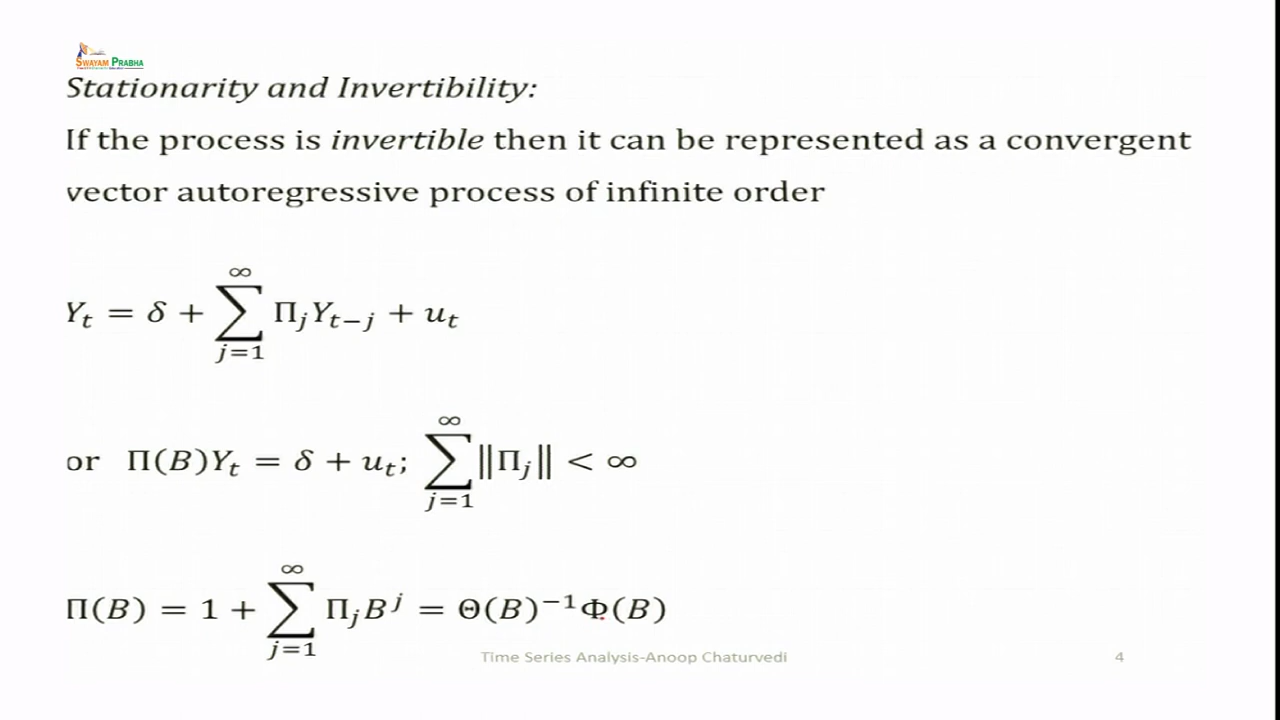 SWAYAM PRABHA
Stationarity and Invertibility:
If the process is invertible then it can be represented as a convergent
vector autoregressive process of infinite order
Y_t = δ + ∑_{j=1}^{∞} Π_j Y_{t−j} + u_t
or Π(B)Y_t = δ + u_t; ∑_{j=1}^{∞} ‖Π_j‖ < ∞
Π(B) = 1 + ∑_{j=1}^{∞} Π_j B^j = Θ(B)^{−1}Φ(B)
Time Series Analysis-Anoop Chaturvedi 4